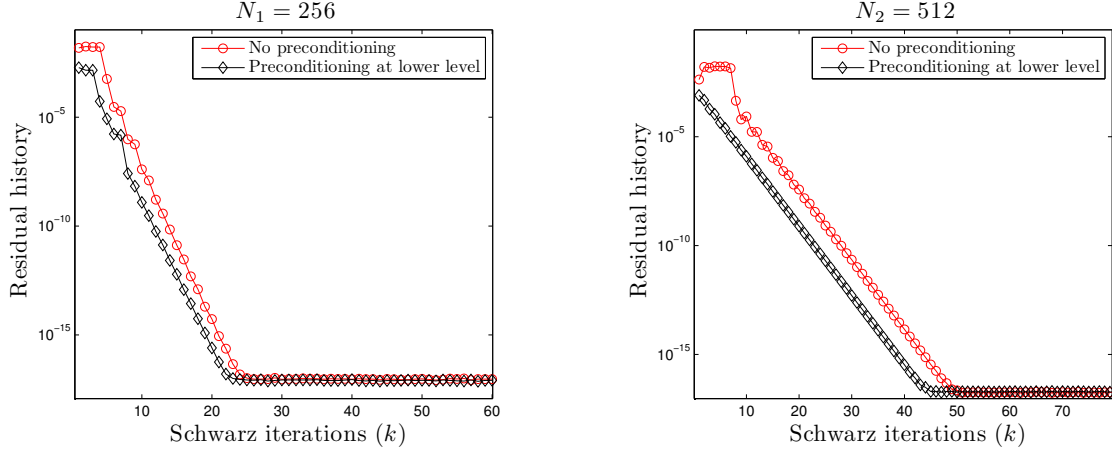 N₁ = 256
No preconditioning
Preconditioning at lower level
Residual history
10⁻⁵
10⁻¹⁰
10⁻¹⁵
10 20 30 40 50 60
Schwarz iterations (k)
N₂ = 512
No preconditioning
Preconditioning at lower level
Residual history
10⁻⁵
10⁻¹⁰
10⁻¹⁵
10 20 30 40 50 60 70
Schwarz iterations (k)